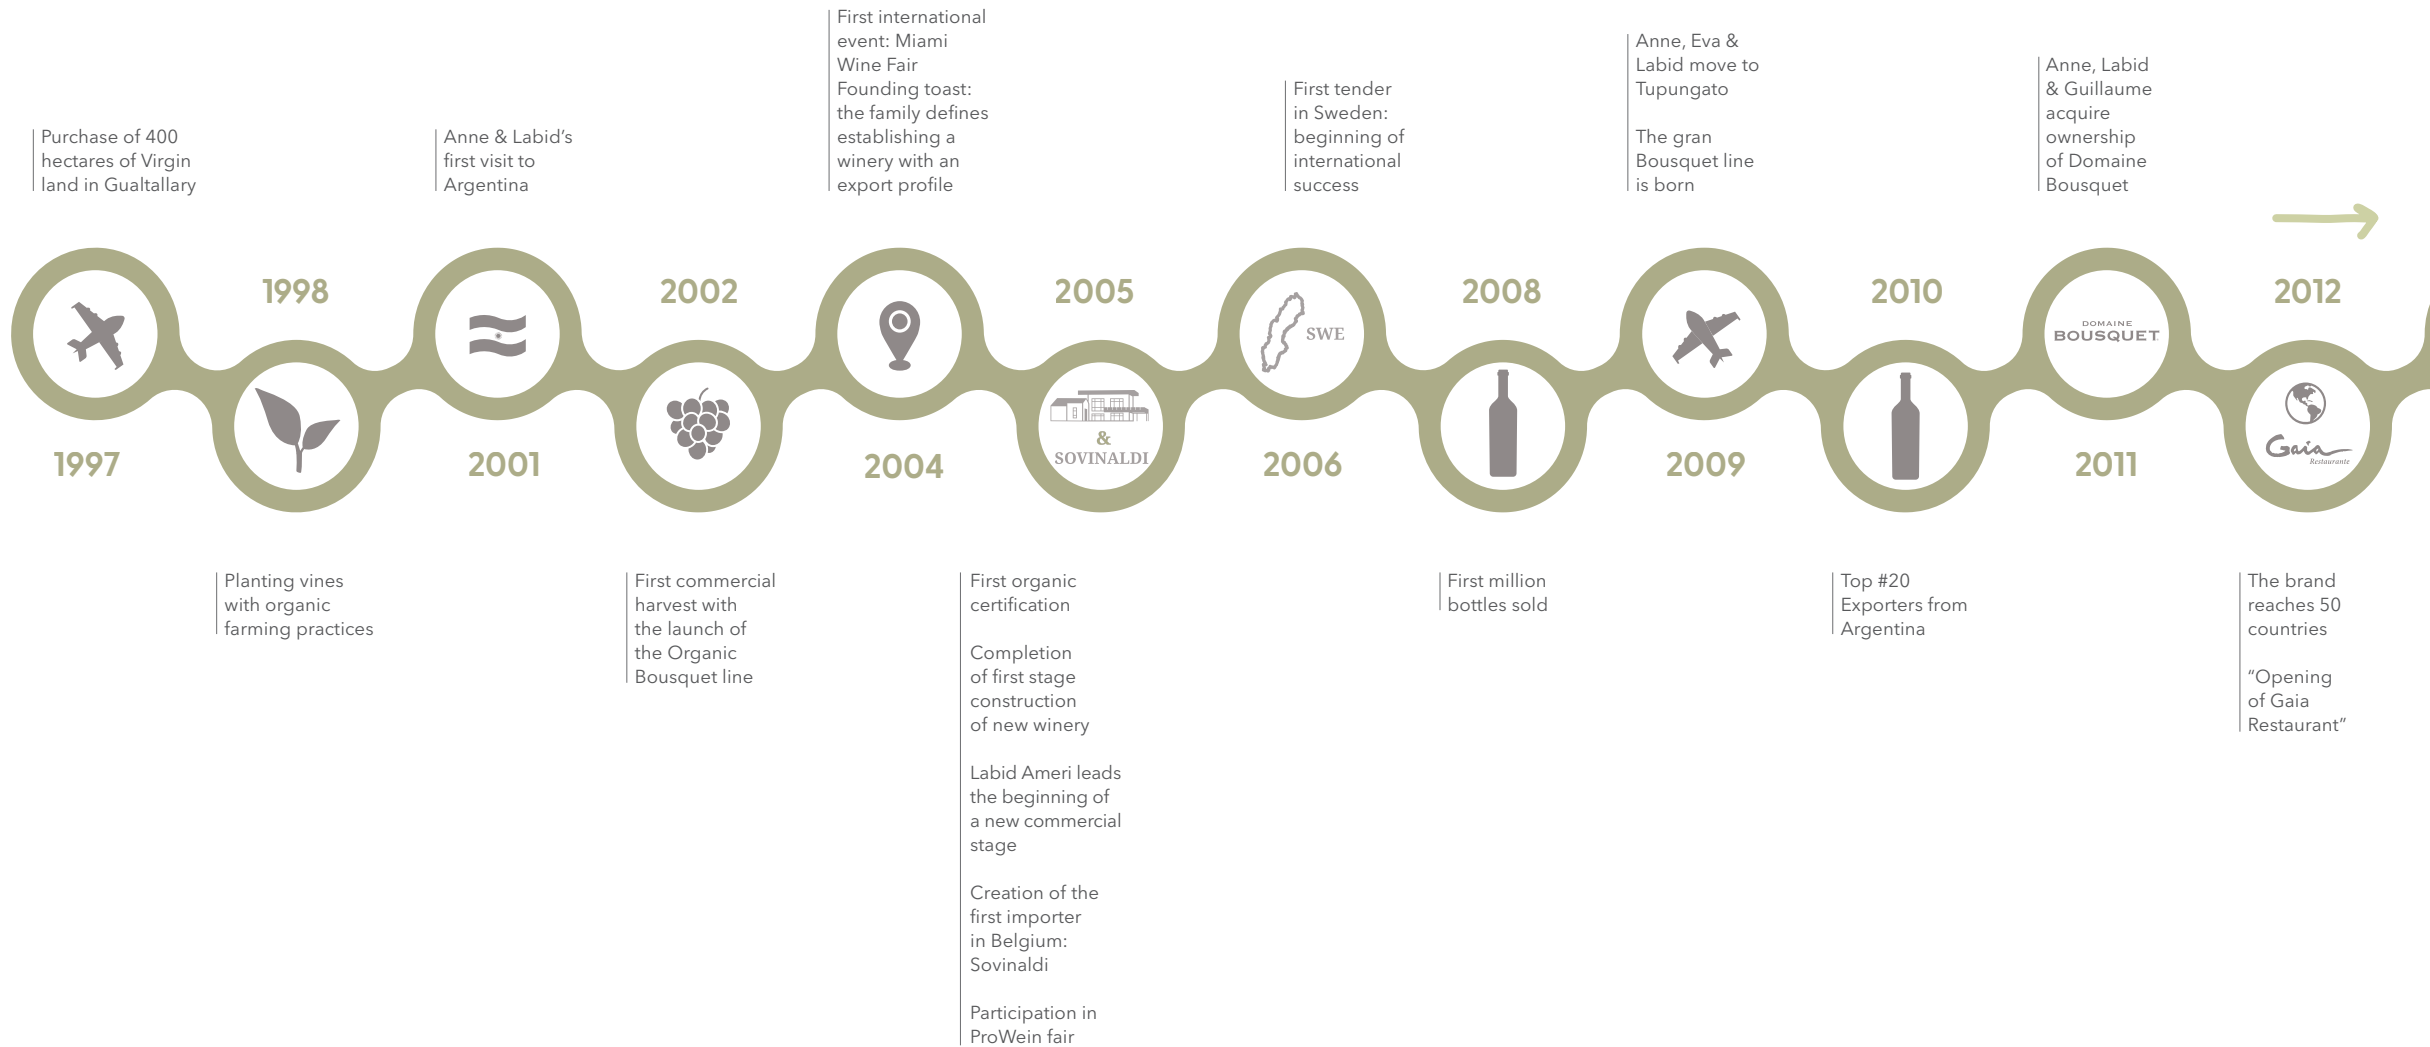 Purchase of 400
hectares of Virgin
land in Gualtallary
1997
1998
Planting vines
with organic
farming practices
Anne & Labid’s
first visit to
Argentina
2001
2002
First commercial
harvest with
the launch of
the Organic
Bousquet line
First international
event: Miami
Wine Fair
Founding toast:
the family defines
establishing a
winery with an
export profile
2004
2005
&
SOVINALDI
First organic
certification
Completion
of first stage
construction
of new winery
Labid Ameri leads
the beginning of
a new commercial
stage
Creation of the
first importer
in Belgium:
Sovinaldi
Participation in
ProWein fair
First tender
in Sweden:
beginning of
international
success
SWE
2006
2008
First million
bottles sold
Anne, Eva &
Labid move to
Tupungato
The gran
Bousquet line
is born
2009
2010
Top #20
Exporters from
Argentina
Anne, Labid
& Guillaume
acquire
ownership
of Domaine
Bousquet
DOMAINE
BOUSQUET
2011
2012
Gaia
Restaurante
The brand
reaches 50
countries
“Opening
of Gaia
Restaurant”